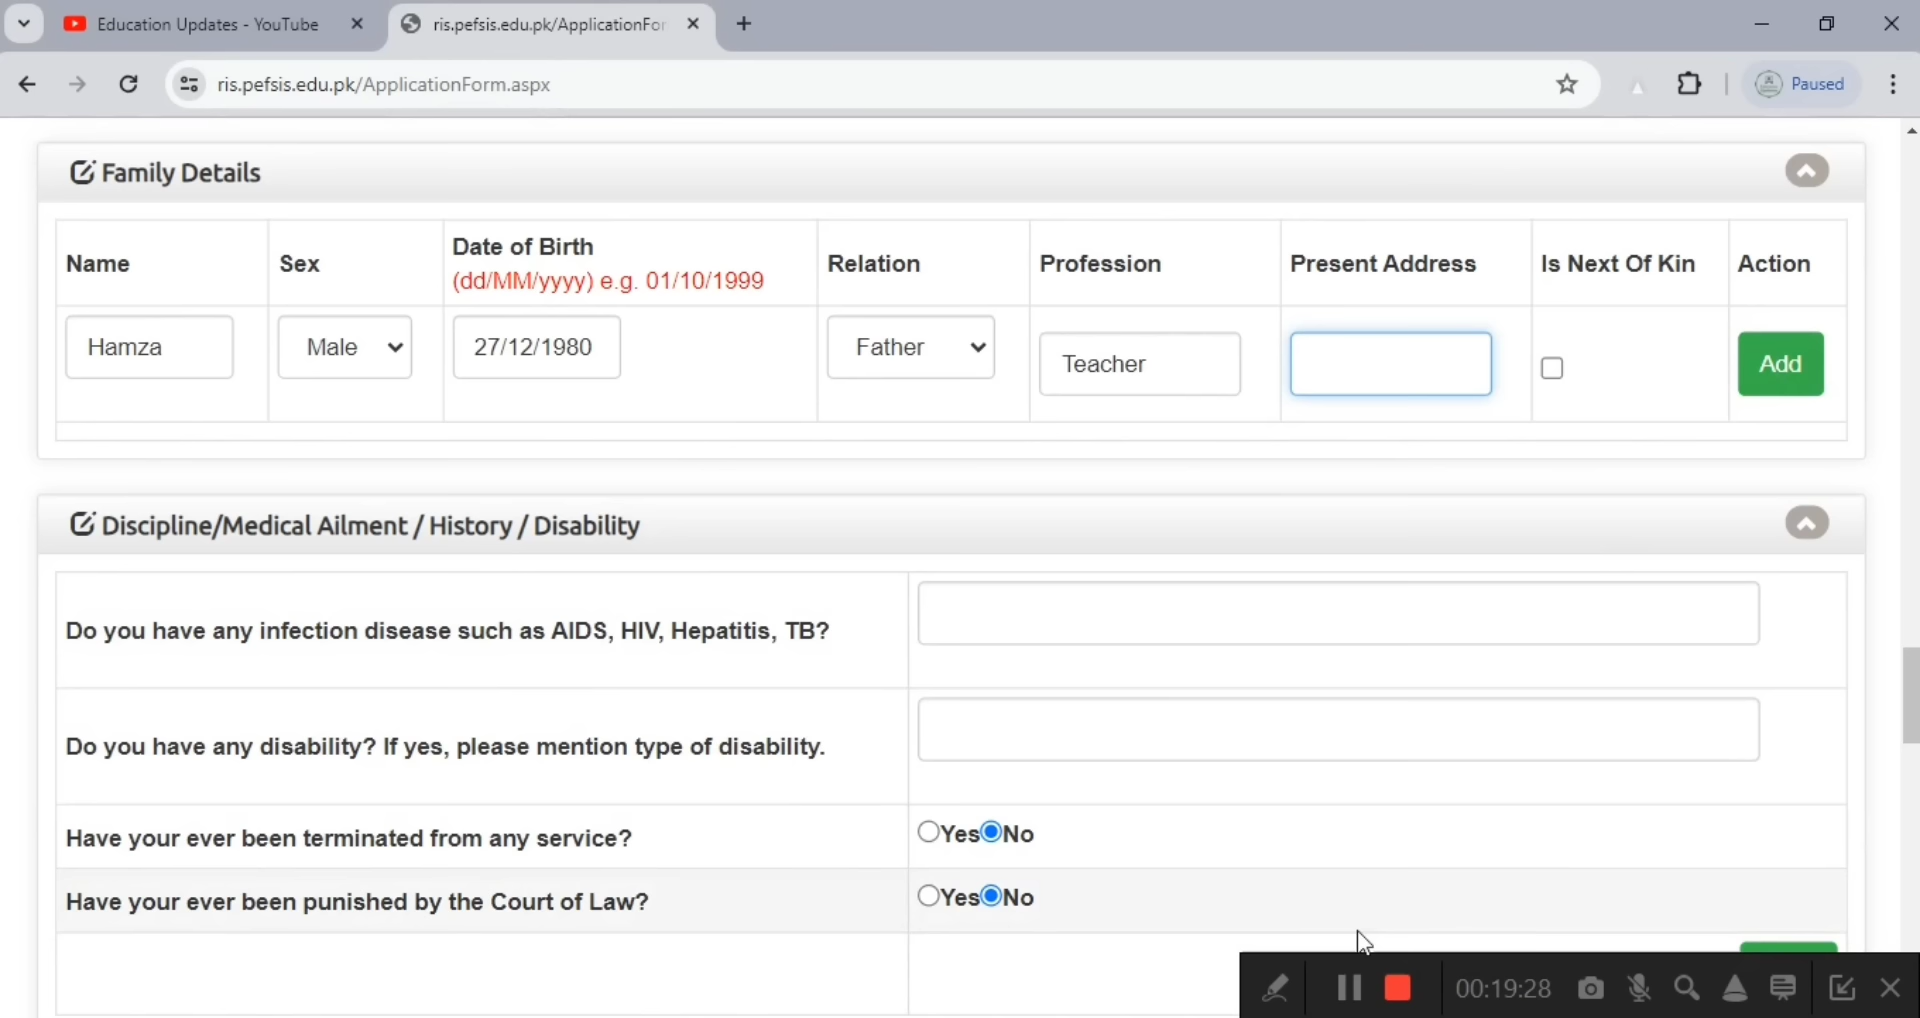 Education Updates - YouTube
ris.pefsis.edu.pk/ApplicationFor
ris.pefsis.edu.pk/ApplicationForm.aspx
Paused
Family Details
Name
Sex
Date of Birth
(dd/MM/yyyy) e.g. 01/10/1999
Relation
Profession
Present Address
Is Next Of Kin
Action
Hamza
Male
27/12/1980
Father
Teacher
Add
Discipline/Medical Ailment / History / Disability
Do you have any infection disease such as AIDS, HIV, Hepatitis, TB?
Do you have any disability? If yes, please mention type of disability.
Have your ever been terminated from any service?
Yes No
Have your ever been punished by the Court of Law?
Yes No
00:19:28